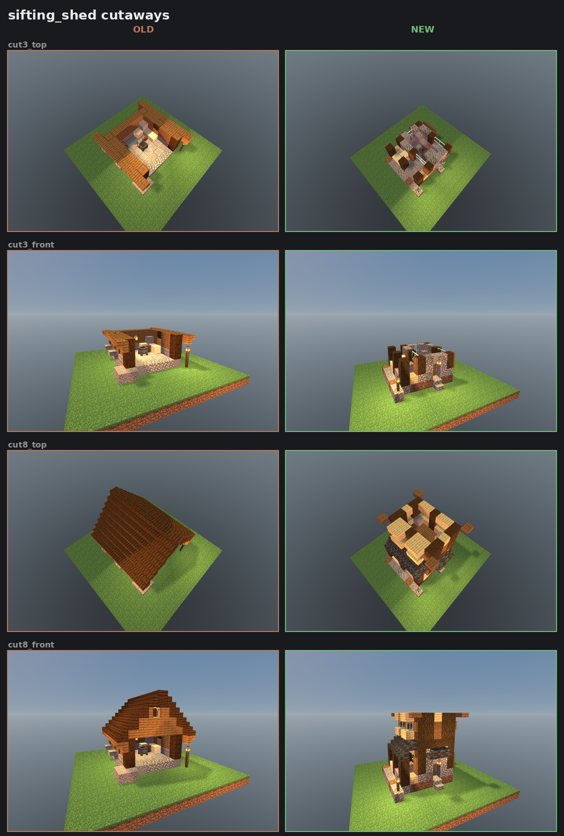 sifting_shed cutaways
OLD
NEW
cut3_top
cut3_front
cut8_top
cut8_front